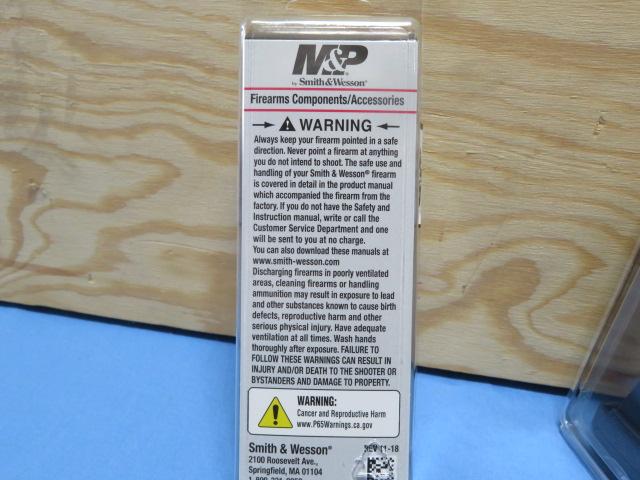 M&P
by Smith & Wesson®
Firearms Components/Accessories
WARNING
Always keep your firearm pointed in a safe
direction. Never point a firearm at anything
you do not intend to shoot. The safe use and
handling of your Smith & Wesson® firearm
is covered in detail in the product manual
which accompanied the firearm from the
factory. If you do not have the Safety and
Instruction manual, write or call the
Customer Service Department and one
will be sent to you at no charge.
You can also download these manuals at
www.smith-wesson.com
Discharging firearms in poorly ventilated
areas, cleaning firearms or handling
ammunition may result in exposure to lead
and other substances known to cause birth
defects, reproductive harm and other
serious physical injury. Have adequate
ventilation at all times. Wash hands
thoroughly after exposure. FAILURE TO
FOLLOW THESE WARNINGS CAN RESULT IN
INJURY AND/OR DEATH TO THE SHOOTER OR
BYSTANDERS AND DAMAGE TO PROPERTY.
WARNING:
Cancer and Reproductive Harm
www.P65Warnings.ca.gov
Smith & Wesson®
REV 11-18
2100 Roosevelt Ave.,
Springfield, MA 01104